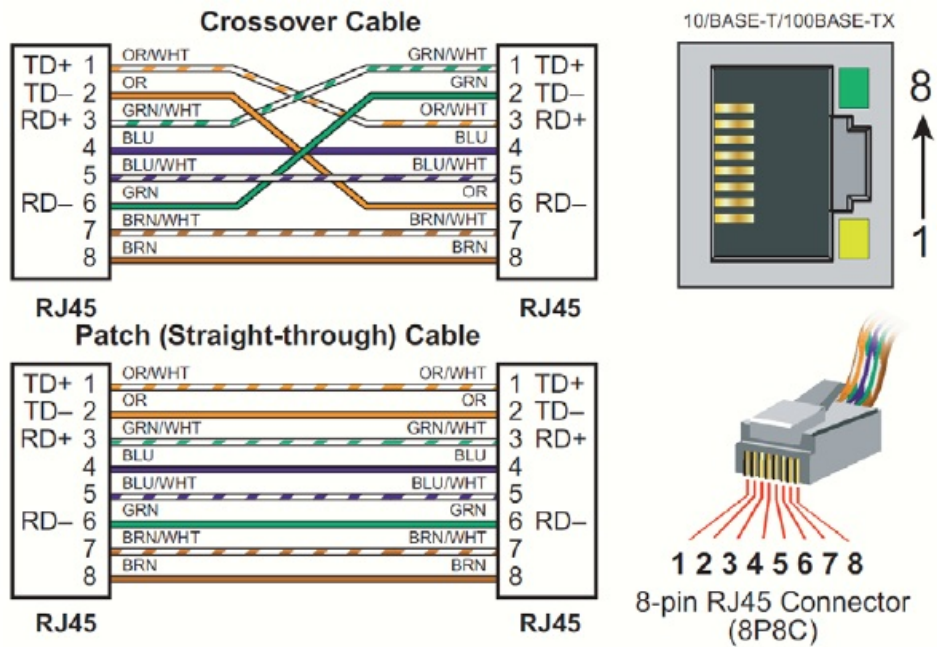 Crossover Cable
TD+ 1 OR/WHT GRN/WHT 1 TD+
TD– 2 OR GRN 2 TD–
RD+ 3 GRN/WHT OR/WHT 3 RD+
4 BLU BLU 4
5 BLU/WHT BLU/WHT 5
RD– 6 GRN OR 6 RD–
7 BRN/WHT BRN/WHT 7
8 BRN BRN 8
RJ45 RJ45
Patch (Straight-through) Cable
TD+ 1 OR/WHT OR/WHT 1 TD+
TD– 2 OR OR 2 TD–
RD+ 3 GRN/WHT GRN/WHT 3 RD+
4 BLU BLU 4
5 BLU/WHT BLU/WHT 5
RD– 6 GRN GRN 6 RD–
7 BRN/WHT BRN/WHT 7
8 BRN BRN 8
RJ45 RJ45
10/BASE-T/100BASE-TX
8
1
1 2 3 4 5 6 7 8
8-pin RJ45 Connector
(8P8C)